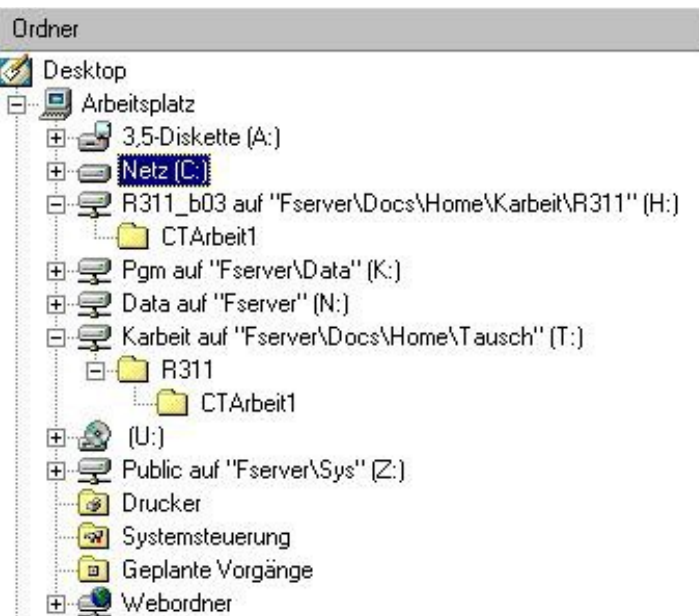 Ordner
Desktop
Arbeitsplatz
3,5-Diskette (A:)
Netz (C:)
R311_b03 auf "Fserver\Docs\Home\Karbeit\R311" (H:)
CTArbeit1
Pgm auf "Fserver\Data" (K:)
Data auf "Fserver" (N:)
Karbeit auf "Fserver\Docs\Home\Tausch" (T:)
R311
CTArbeit1
(U:)
Public auf "Fserver\Sys" (Z:)
Drucker
Systemsteuerung
Geplante Vorgänge
Webordner